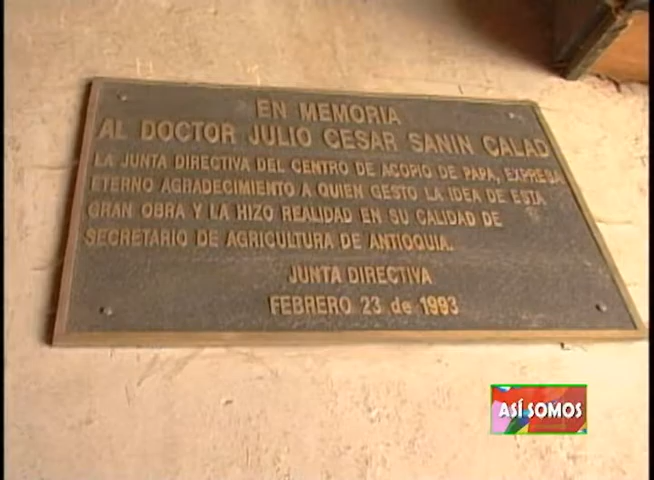 EN MEMORIA
AL DOCTOR JULIO CESAR SANIN CALAD
LA JUNTA DIRECTIVA DEL CENTRO DE ACOPIO DE PAPA, EXPRESA
ETERNO AGRADECIMIENTO A QUIEN GESTO LA IDEA DE ESTA
GRAN OBRA Y LA HIZO REALIDAD EN SU CALIDAD DE
SECRETARIO DE AGRICULTURA DE ANTIOQUIA.
JUNTA DIRECTIVA
FEBRERO 23 de 1993
ASÍ SOMOS